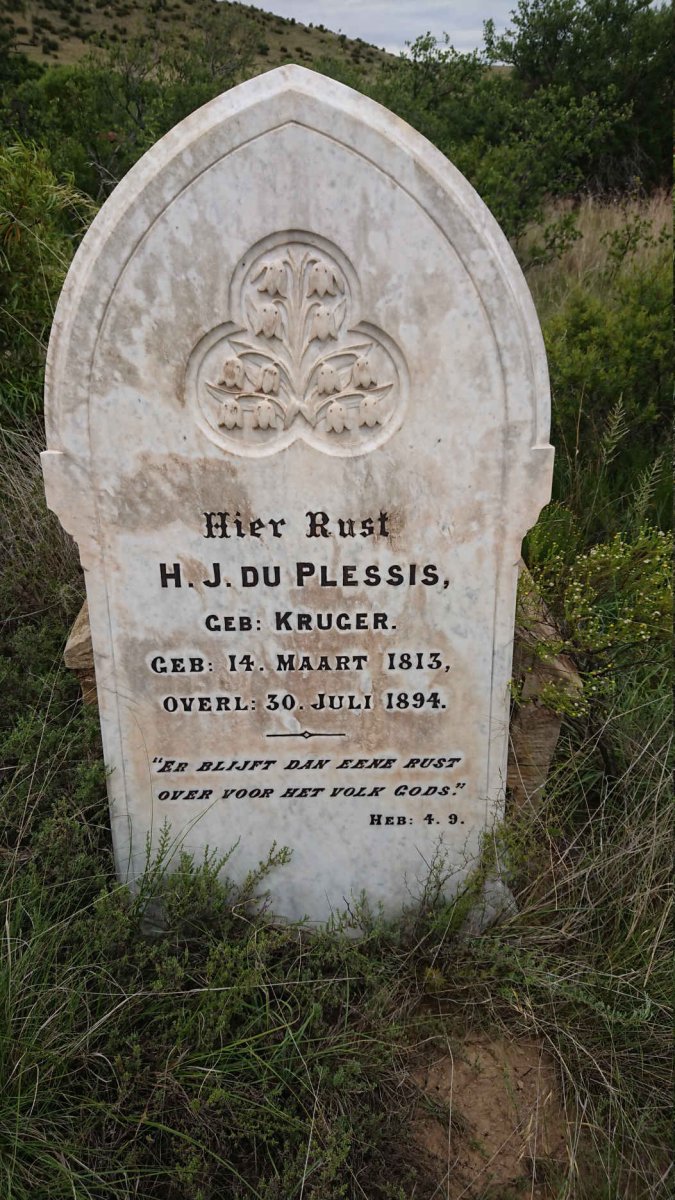 Hier Rust
H. J. DU PLESSIS,
GEB: KRUGER.
GEB: 14. MAART 1813,
OVERL: 30. JULI 1894.
"ER BLIJFT DAN EENE RUST
OVER VOOR HET VOLK GODS."
HEB: 4. 9.